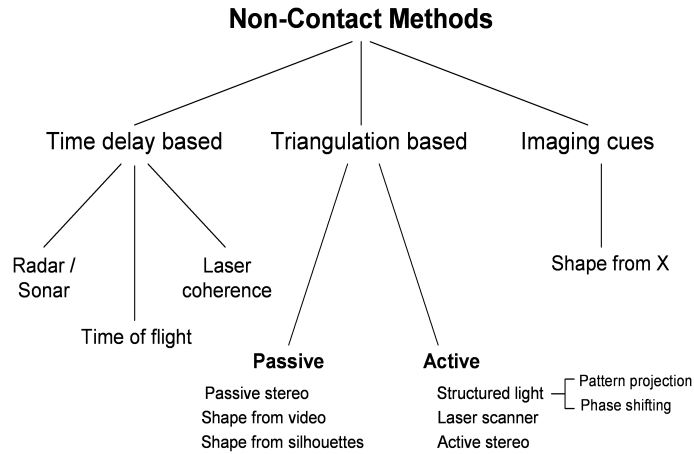 Non-Contact Methods
Time delay based
Triangulation based
Imaging cues
Radar /
Sonar
Laser
coherence
Time of flight
Shape from X
Passive
Passive stereo
Shape from video
Shape from silhouettes
Active
Structured light
Pattern projection
Phase shifting
Laser scanner
Active stereo